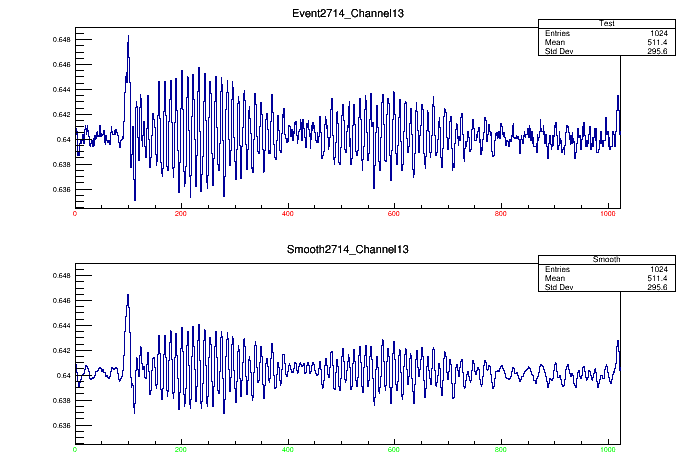 Event2714_Channel13
Test
Entries 1024
Mean 511.4
Std Dev 295.6
0.648
0.646
0.644
0.642
0.64
0.638
0.636
0 200 400 600 800 1000
Smooth2714_Channel13
Smooth
Entries 1024
Mean 511.4
Std Dev 295.6
0.648
0.646
0.644
0.642
0.64
0.638
0.636
0 200 400 600 800 1000